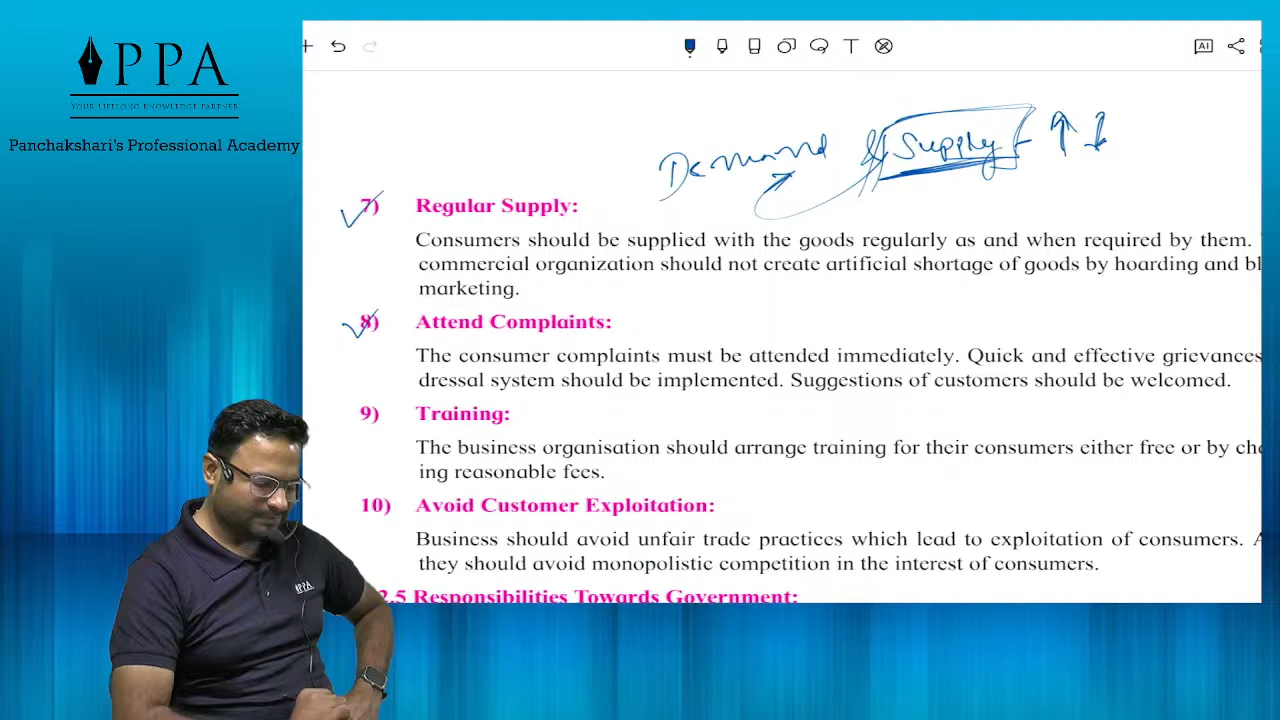 PPA
YOUR LIFELONG KNOWLEDGE PARTNER
Panchakshari's Professional Academy
T
AI
Demand & Supply
7) Regular Supply:
Consumers should be supplied with the goods regularly as and when required by them.
commercial organization should not create artificial shortage of goods by hoarding and bl
marketing.
8) Attend Complaints:
The consumer complaints must be attended immediately. Quick and effective grievances
dressal system should be implemented. Suggestions of customers should be welcomed.
9) Training:
The business organisation should arrange training for their consumers either free or by cha
ing reasonable fees.
10) Avoid Customer Exploitation:
Business should avoid unfair trade practices which lead to exploitation of consumers. A
they should avoid monopolistic competition in the interest of consumers.
2.5 Responsibilities Towards Government:
PPA